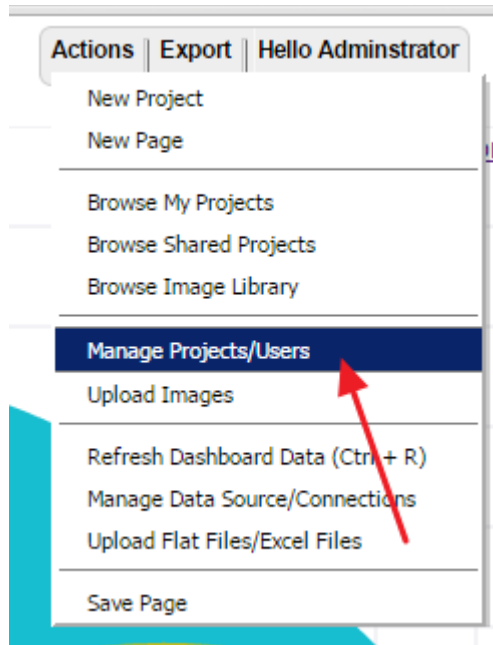 Actions || Export || Hello Adminstrator
New Project
New Page
Browse My Projects
Browse Shared Projects
Browse Image Library
Manage Projects/Users
Upload Images
Refresh Dashboard Data (Ctrl + R)
Manage Data Source/Connections
Upload Flat Files/Excel Files
Save Page